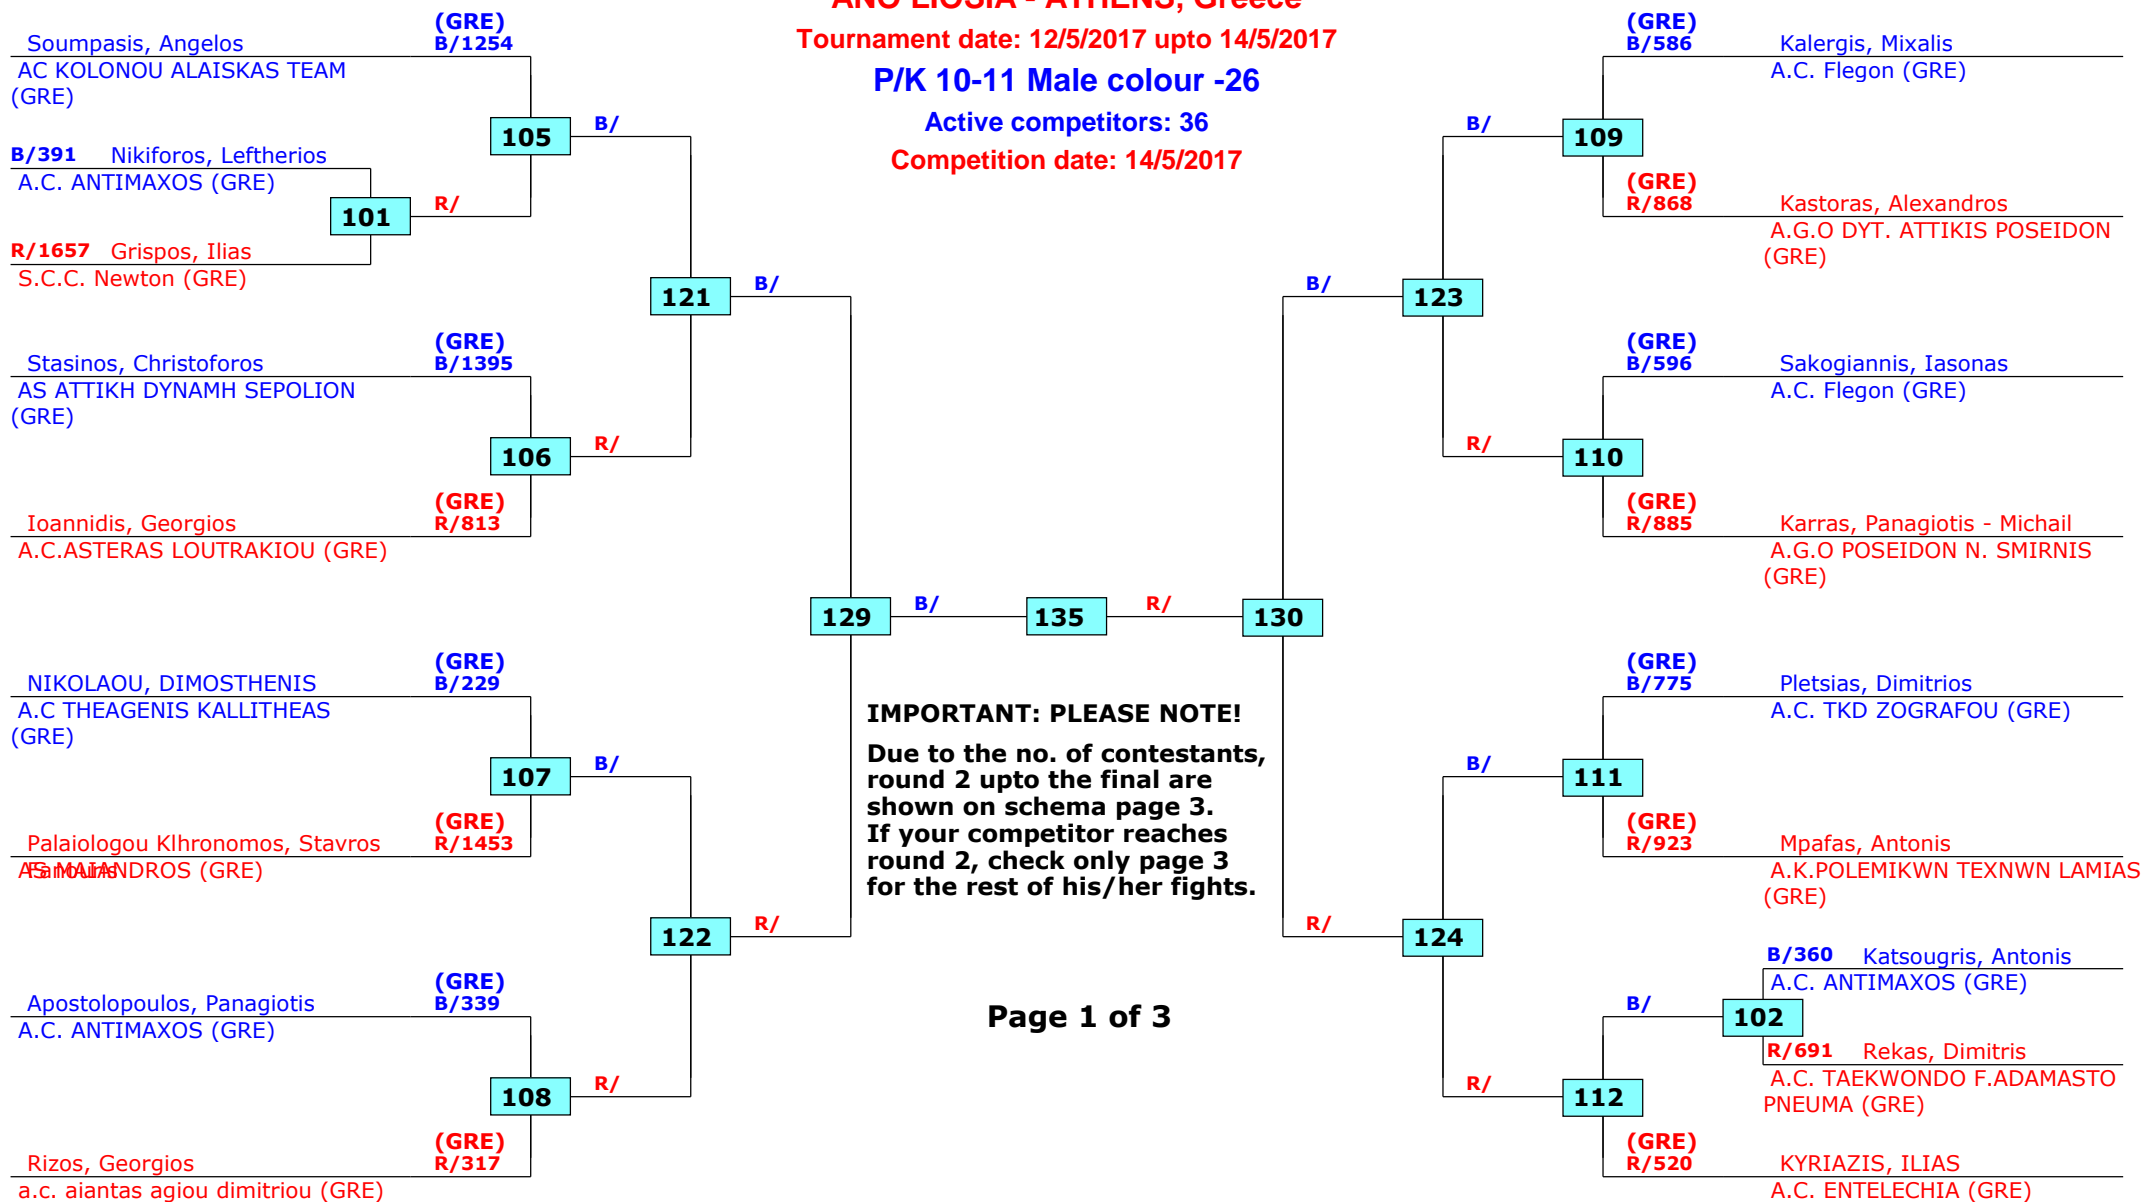 ANO LIOSIA - ATHENS, Greece
Tournament date: 12/5/2017 upto 14/5/2017
P/K 10-11 Male colour -26
Active competitors: 36
Competition date: 14/5/2017
(GRE)
Soumpasis, Angelos B/1254
AC KOLONOU ALAISKAS TEAM
(GRE)
105 B/
B/391 Nikiforos, Leftherios
A.C. ANTIMAXOS (GRE)
101 R/
R/1657 Grispos, Ilias
S.C.C. Newton (GRE)
121 B/
(GRE)
Stasinos, Christoforos B/1395
AS ATTIKH DYNAMH SEPOLION
(GRE)
106 R/
(GRE)
Ioannidis, Georgios R/813
A.C.ASTERAS LOUTRAKIOU (GRE)
129 B/ 135 R/ 130
(GRE)
NIKOLAOU, DIMOSTHENIS B/229
A.C THEAGENIS KALLITHEAS
(GRE)
107 B/
(GRE)
Palaiologou Klhronomos, Stavros R/1453
Fanouris
AS MAIANDROS (GRE)
122 R/
(GRE)
Apostolopoulos, Panagiotis B/339
A.C. ANTIMAXOS (GRE)
108 R/
(GRE)
Rizos, Georgios R/317
a.c. aiantas agiou dimitriou (GRE)
IMPORTANT: PLEASE NOTE!
Due to the no. of contestants,
round 2 upto the final are
shown on schema page 3.
If your competitor reaches
round 2, check only page 3
for the rest of his/her fights.
Page 1 of 3
(GRE)
B/586 Kalergis, Mixalis
A.C. Flegon (GRE)
B/ 109
(GRE)
R/868 Kastoras, Alexandros
A.G.O DYT. ATTIKIS POSEIDON
(GRE)
B/ 123
(GRE)
B/596 Sakogiannis, Iasonas
A.C. Flegon (GRE)
R/ 110
(GRE)
R/885 Karras, Panagiotis - Michail
A.G.O POSEIDON N. SMIRNIS
(GRE)
(GRE)
B/775 Pletsias, Dimitrios
A.C. TKD ZOGRAFOU (GRE)
B/ 111
(GRE)
R/923 Mpafas, Antonis
A.K.POLEMIKWN TEXNWN LAMIAS
(GRE)
R/ 124
B/360 Katsougris, Antonis
A.C. ANTIMAXOS (GRE)
B/ 102
R/691 Rekas, Dimitris
A.C. TAEKWONDO F.ADAMASTO
PNEUMA (GRE)
R/ 112
(GRE)
R/520 KYRIAZIS, ILIAS
A.C. ENTELECHIA (GRE)